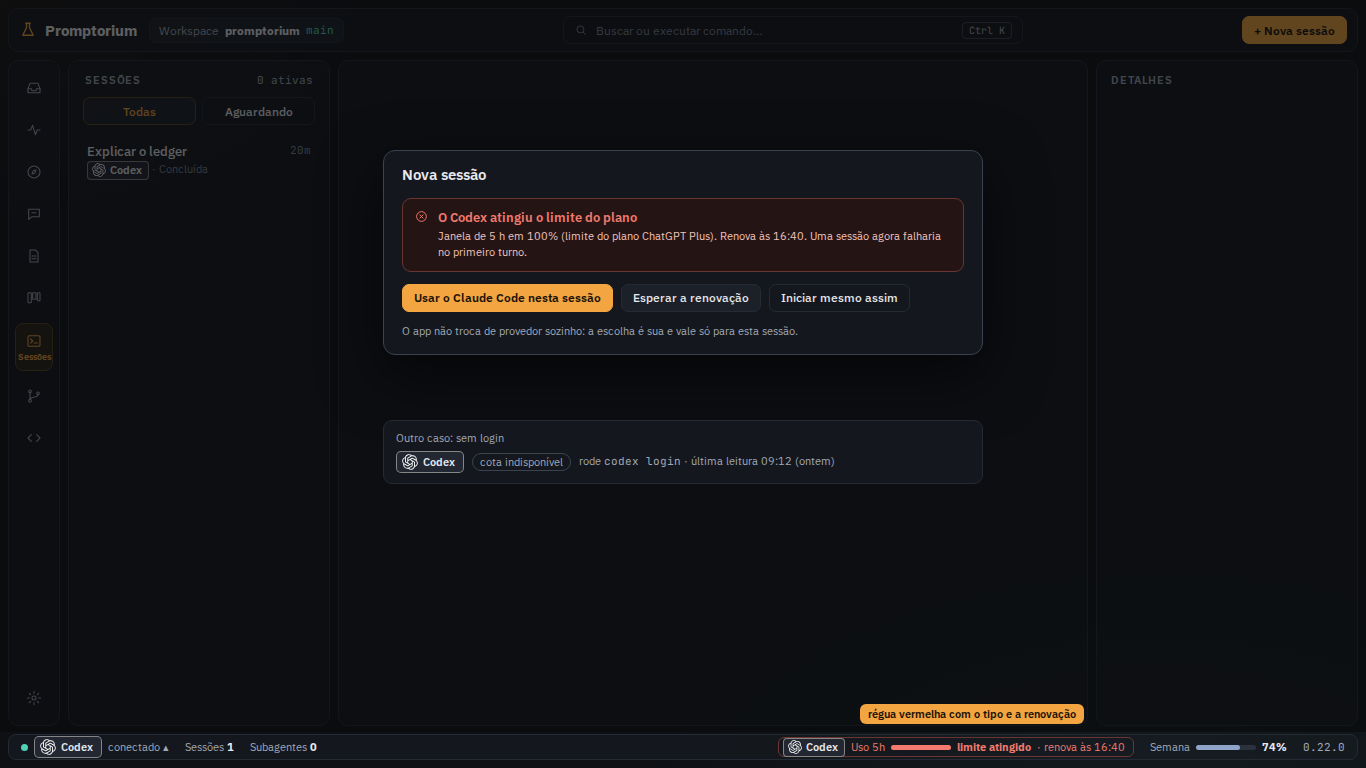 Promptorium
Workspace promptorium main
Buscar ou executar comando...
Ctrl K
+ Nova sessão
SESSÕES
0 ativas
Todas
Aguardando
Explicar o ledger
20m
Codex · Concluída
Sessões
DETALHES
Nova sessão
O Codex atingiu o limite do plano
Janela de 5 h em 100% (limite do plano ChatGPT Plus). Renova às 16:40. Uma sessão agora falharia
no primeiro turno.
Usar o Claude Code nesta sessão
Esperar a renovação
Iniciar mesmo assim
O app não troca de provedor sozinho: a escolha é sua e vale só para esta sessão.
Outro caso: sem login
Codex
cota indisponível
rode codex login · última leitura 09:12 (ontem)
régua vermelha com o tipo e a renovação
Codex conectado ▴ Sessões 1 Subagentes 0
Codex Uso 5h limite atingido · renova às 16:40
Semana 74% 0.22.0